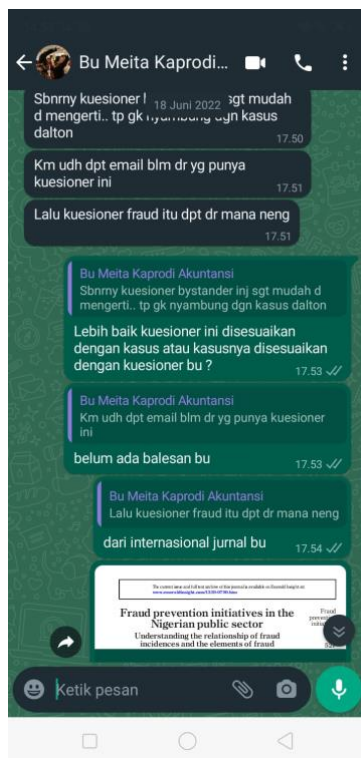 Bu Meita Kaprodi...
18 Juni 2022
Sbnrny kuesioner sgt mudah
d mengerti.. tp gk nyambung dgn kasus
dalton
17.50
Km udh dpt email blm dr yg punya
kuesioner ini
17.51
Lalu kuesioner fraud itu dpt dr mana neng
17.51
Bu Meita Kaprodi Akuntansi
Sbnrny kuesioner bystander inj sgt mudah d
mengerti.. tp gk nyambung dgn kasus dalton
Lebih baik kuesioner ini disesuaikan
dengan kasus atau kasusnya disesuaikan
dengan kuesioner bu ?
17.53
Bu Meita Kaprodi Akuntansi
Km udh dpt email blm dr yg punya kuesioner
ini
belum ada balesan bu
17.53
Bu Meita Kaprodi Akuntansi
Lalu kuesioner fraud itu dpt dr mana neng
dari internasional jurnal bu
17.54
Fraud prevention initiatives in the
Nigerian public sector
Understanding the relationship of fraud
incidences and the elements of fraud
Fraud
Ketik pesan